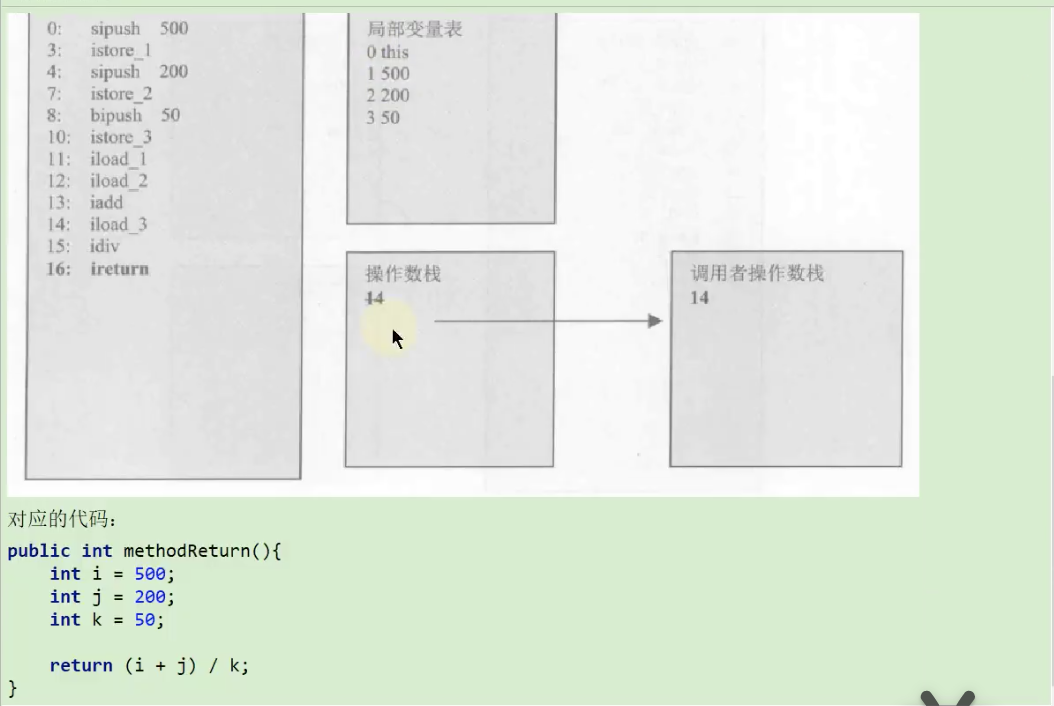 0: sipush 500
3: istore_1
4: sipush 200
7: istore_2
8: bipush 50
10: istore_3
11: iload_1
12: iload_2
13: iadd
14: iload_3
15: idiv
16: ireturn
局部变量表
0 this
1 500
2 200
3 50
操作数栈
14
调用者操作数栈
14
对应的代码：
public int methodReturn(){
int i = 500;
int j = 200;
int k = 50;
return (i + j) / k;
}